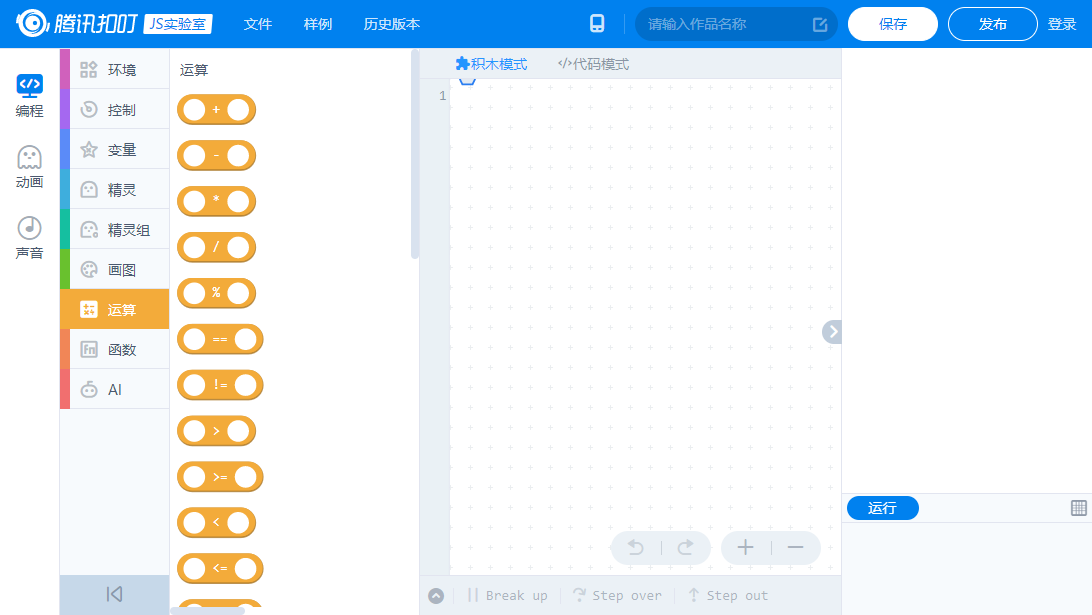 腾讯扣叮 JS实验室 文件 样例 历史版本 请输入作品名称 保存 发布 登录
编程
动画
声音
环境
控制
变量
精灵
精灵组
画图
运算
函数
AI
运算
+
-
*
/
%
==
!=
>
>=
<
<=
积木模式 </>代码模式
1
运行
Break up Step over Step out